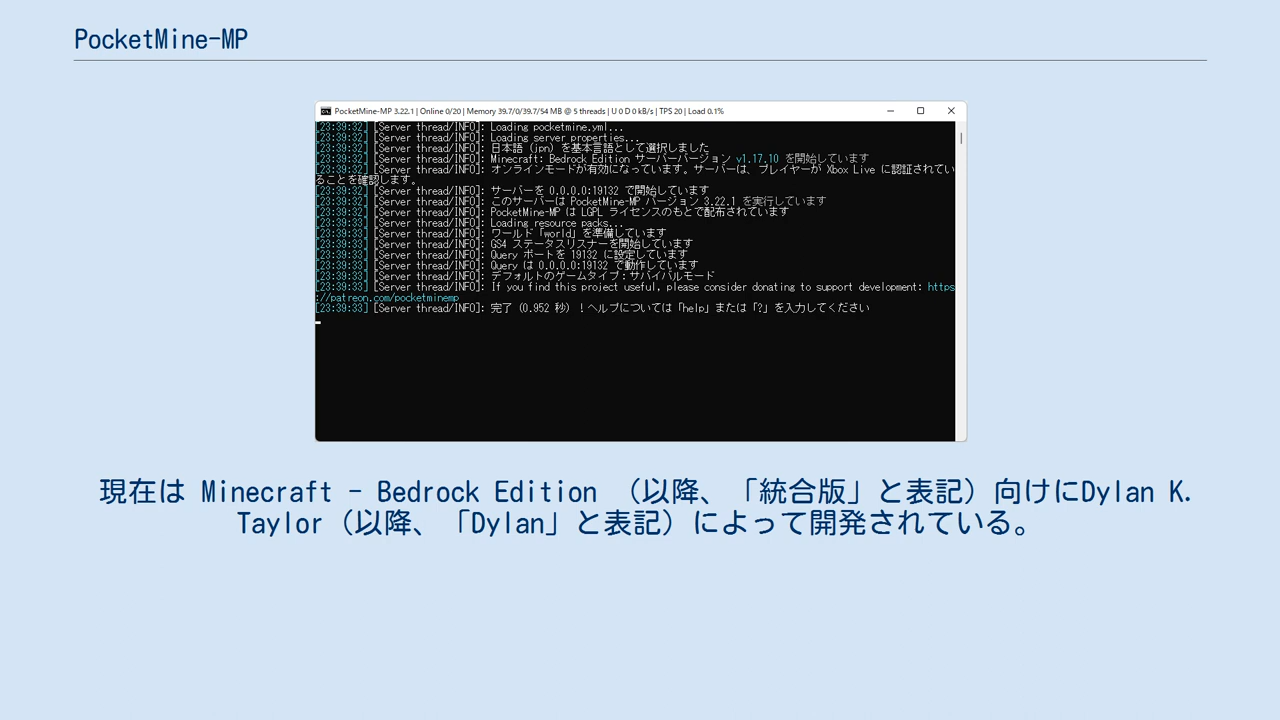 PocketMine-MP
PocketMine-MP 3.22.1 | Online 0/20 | Memory 39.7/0/39.7/54 MB @ 5 threads | U 0 D 0 kB/s | TPS 20 | Load 0.1%
[23:39:32] [Server thread/INFO]: Loading pocketmine.yml...
[23:39:32] [Server thread/INFO]: Loading server properties...
[23:39:32] [Server thread/INFO]: 日本語 (jpn) を基本言語として選択しました
[23:39:32] [Server thread/INFO]: Minecraft: Bedrock Edition サーバーバージョン v1.17.10 を開始しています
[23:39:32] [Server thread/INFO]: オンラインモードが有効になっています。サーバーは、プレイヤーが Xbox Live に認証されてい
ることを確認します。
[23:39:32] [Server thread/INFO]: サーバーを 0.0.0.0:19132 で開始しています
[23:39:32] [Server thread/INFO]: このサーバーは PocketMine-MP バージョン 3.22.1 を実行しています
[23:39:32] [Server thread/INFO]: PocketMine-MP は LGPL ライセンスのもとで配布されています
[23:39:32] [Server thread/INFO]: Loading resource packs...
[23:39:33] [Server thread/INFO]: ワールド「world」を準備しています
[23:39:33] [Server thread/INFO]: GS4 ステータスリスナーを開始しています
[23:39:33] [Server thread/INFO]: Query ポートを 19132 に設定しています
[23:39:33] [Server thread/INFO]: Query は 0.0.0.0:19132 で動作しています
[23:39:33] [Server thread/INFO]: デフォルトのゲームタイプ：サバイバルモード
[23:39:33] [Server thread/INFO]: If you find this project useful, please consider donating to support development: https
://patreon.com/pocketminemp
[23:39:33] [Server thread/INFO]: 完了 (0.952 秒) ！ヘルプについては「help」または「?」を入力してください
現在は Minecraft - Bedrock Edition （以降、「統合版」と表記）向けにDylan K.
Taylor（以降、「Dylan」と表記）によって開発されている。